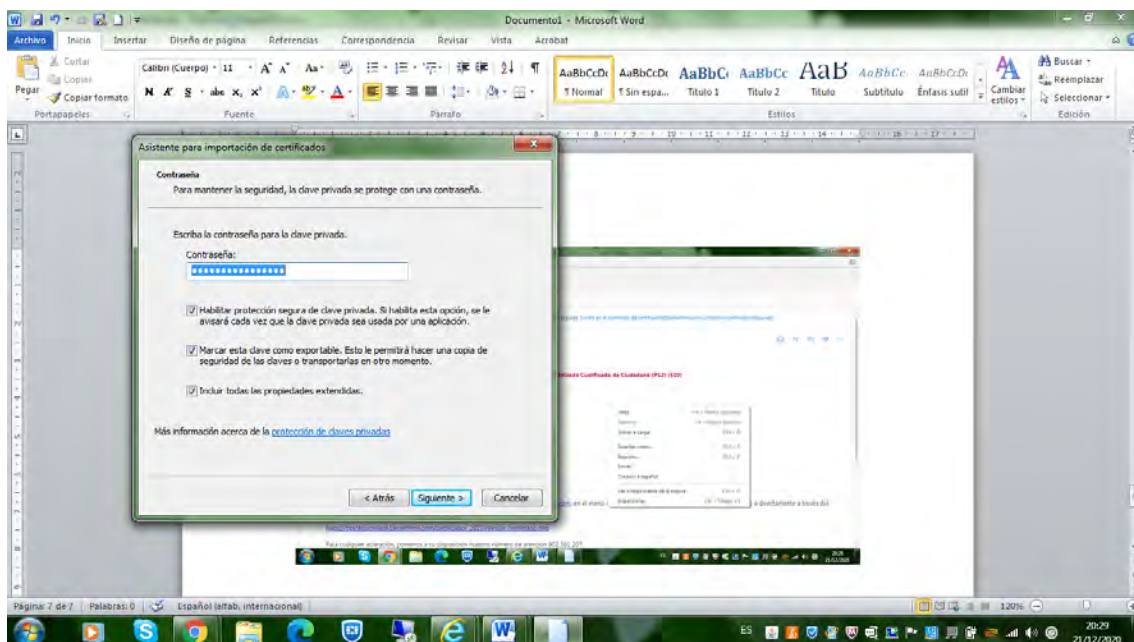 Documento1 - Microsoft Word
Archivo Inicio Insertar Diseño de página Referencias Correspondencia Revisar Vista Acrobat
Pegar
Cortar
Copiar
Copiar formato
Portapapeles
Calibri (Cuerpo) 11
N K S abc x, x²
Fuente
Párrafo
AaBbCcDc AaBbCcDc AaBbC AaBbCc AaB AaBbCc AaBbCcDc
¶ Normal ¶ Sin espa... Título 1 Título 2 Título Subtítulo Énfasis sutil
Estilos
Cambiar estilos
Buscar
Reemplazar
Seleccionar
Edición
Asistente para importación de certificados
Contraseña
Para mantener la seguridad, la clave privada se protege con una contraseña.
Escriba la contraseña para la clave privada.
Contraseña:
Habilitar protección segura de clave privada. Si habilita esta opción, se le
avisará cada vez que la clave privada sea usada por una aplicación.
Marcar esta clave como exportable. Esto le permitirá hacer una copia de
seguridad de las claves o transportarlas en otro momento.
Incluir todas las propiedades extendidas.
Más información acerca de la protección de claves privadas
< Atrás Siguiente > Cancelar
Página: 7 de 7 Palabras: 0 Español (alfab. internacional) 120%
ES 20:29
21/12/2020